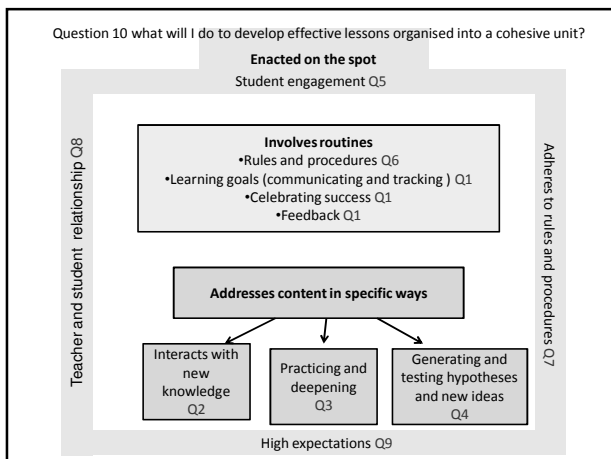 Question 10 what will I do to develop effective lessons organised into a cohesive unit?
Enacted on the spot
Student engagement Q5
Teacher and student relationship Q8
Involves routines
•Rules and procedures Q6
•Learning goals (communicating and tracking ) Q1
•Celebrating success Q1
•Feedback Q1
Adheres to rules and procedures Q7
Addresses content in specific ways
Interacts with
new
knowledge
Q2
Practicing and
deepening
Q3
Generating and
testing hypotheses
and new ideas
Q4
High expectations Q9